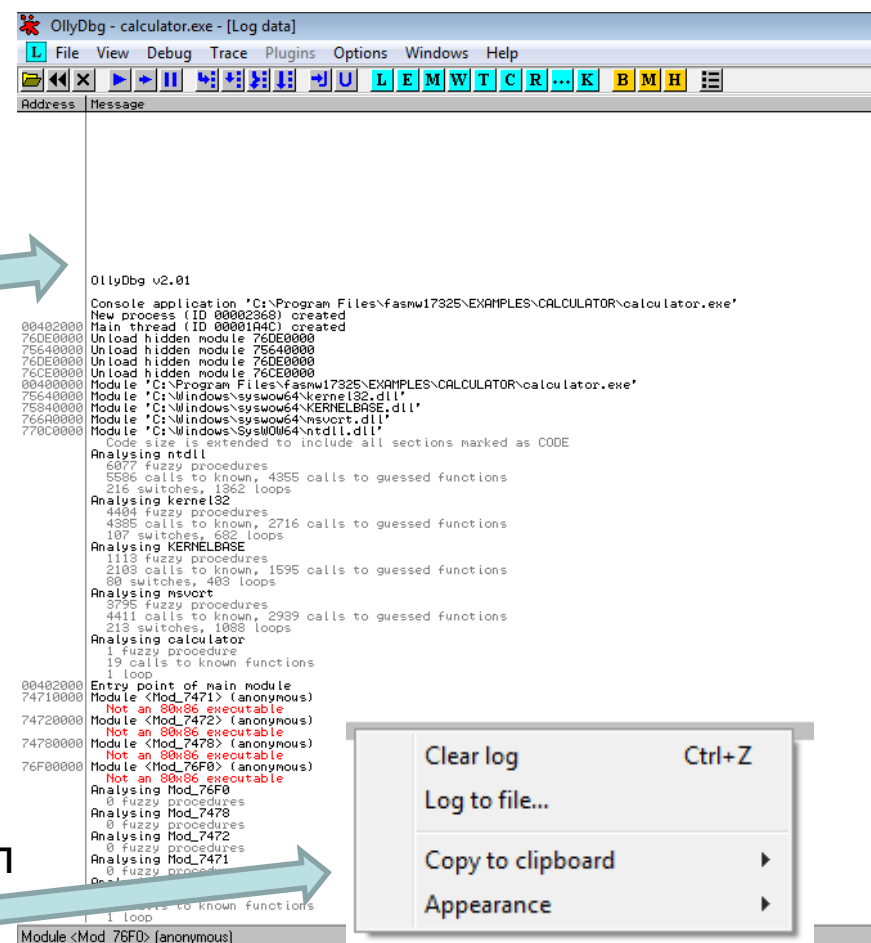 OllyDbg - calculator.exe - [Log data]
L File View Debug Trace Plugins Options Windows Help
L E M W T C R ... K B M H
Address Message
OllyDbg v2.01
Console application 'C:\Program Files\fasmw17325\EXAMPLES\CALCULATOR\calculator.exe'
New process (ID 00002368) created
00402000 Main thread (ID 00001A4C) created
76DE0000 Unload hidden module 76DE0000
75640000 Unload hidden module 75640000
76DE0000 Unload hidden module 76DE0000
76CE0000 Unload hidden module 76CE0000
00400000 Module 'C:\Program Files\fasmw17325\EXAMPLES\CALCULATOR\calculator.exe'
75640000 Module 'C:\Windows\syswow64\kernel32.dll'
75840000 Module 'C:\Windows\syswow64\KERNELBASE.dll'
766A0000 Module 'C:\Windows\syswow64\msvcrt.dll'
770C0000 Module 'C:\Windows\SysWOW64\ntdll.dll'
Code size is extended to include all sections marked as CODE
Analysing ntdll
6077 fuzzy procedures
5586 calls to known, 4355 calls to guessed functions
216 switches, 1362 loops
Analysing kernel32
4404 fuzzy procedures
4385 calls to known, 2716 calls to guessed functions
107 switches, 682 loops
Analysing KERNELBASE
1113 fuzzy procedures
2103 calls to known, 1595 calls to guessed functions
80 switches, 403 loops
Analysing msvcrt
3795 fuzzy procedures
4411 calls to known, 2939 calls to guessed functions
213 switches, 1088 loops
Analysing calculator
1 fuzzy procedure
19 calls to known functions
1 loop
00402000 Entry point of main module
74710000 Module <Mod_7471> (anonymous)
Not an 80x86 executable
74720000 Module <Mod_7472> (anonymous)
Not an 80x86 executable
74780000 Module <Mod_7478> (anonymous)
Not an 80x86 executable
76F00000 Module <Mod_76F0> (anonymous)
Not an 80x86 executable
Analysing Mod_76F0
0 fuzzy procedures
Analysing Mod_7478
0 fuzzy procedures
Analysing Mod_7472
0 fuzzy procedures
Analysing Mod_7471
0 fuzzy
to known functions
1 loop
Module <Mod_76F0> (anonymous)
Clear log Ctrl+Z
Log to file...
Copy to clipboard
Appearance